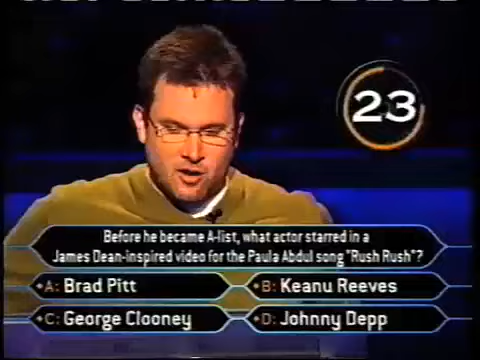 23
Before he became A-list, what actor starred in a
James Dean-inspired video for the Paula Abdul song "Rush Rush"?
A: Brad Pitt
B: Keanu Reeves
C: George Clooney
D: Johnny Depp